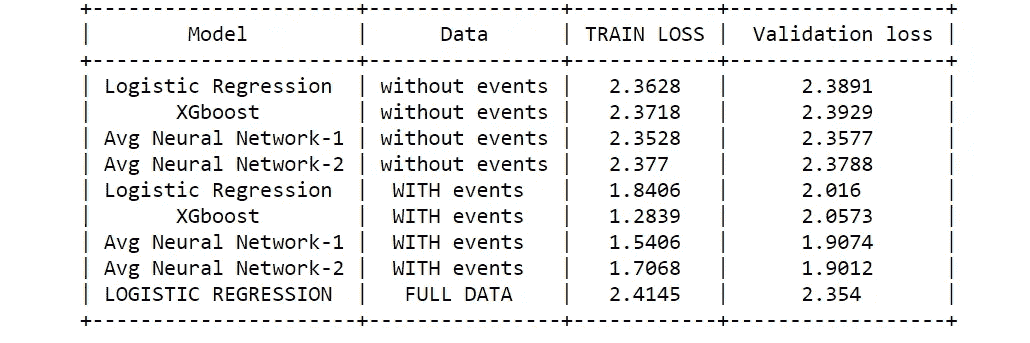 +----------------------+----------------+------------+------------------+
| Model | Data | TRAIN LOSS | Validation loss |
+----------------------+----------------+------------+------------------+
| Logistic Regression | without events | 2.3628 | 2.3891 |
| XGboost | without events | 2.3718 | 2.3929 |
| Avg Neural Network-1 | without events | 2.3528 | 2.3577 |
| Avg Neural Network-2 | without events | 2.377 | 2.3788 |
| Logistic Regression | WITH events | 1.8406 | 2.016 |
| XGboost | WITH events | 1.2839 | 2.0573 |
| Avg Neural Network-1 | WITH events | 1.5406 | 1.9074 |
| Avg Neural Network-2 | WITH events | 1.7068 | 1.9012 |
| LOGISTIC REGRESSION | FULL DATA | 2.4145 | 2.354 |
+----------------------+----------------+------------+------------------+